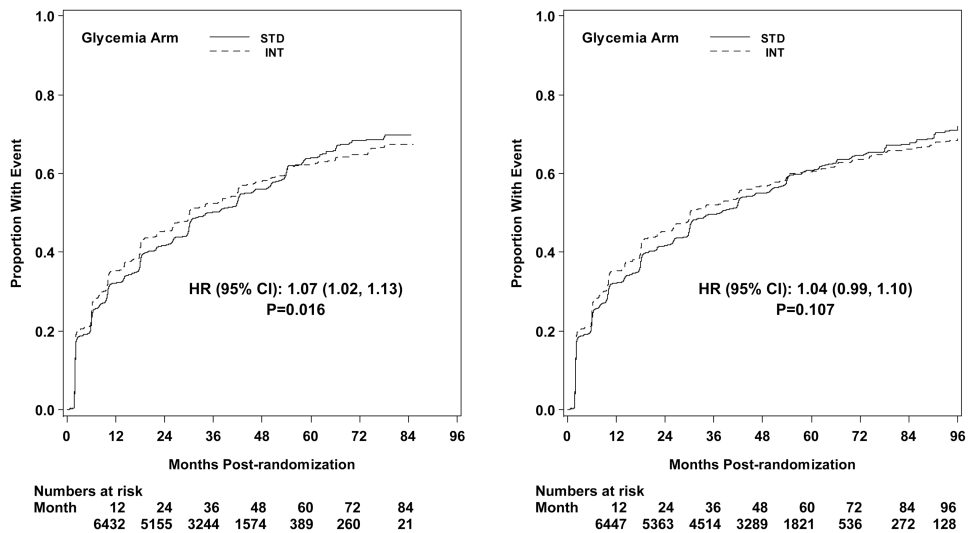 1.0
0.8
0.6
0.4
0.2
0.0
Proportion With Event
Glycemia Arm
STD
INT
HR (95% CI): 1.07 (1.02, 1.13)
P=0.016
0 12 24 36 48 60 72 84 96
Months Post-randomization
Numbers at risk
Month 12 24 36 48 60 72 84
6432 5155 3244 1574 389 260 21
1.0
0.8
0.6
0.4
0.2
0.0
Proportion With Event
Glycemia Arm
STD
INT
HR (95% CI): 1.04 (0.99, 1.10)
P=0.107
0 12 24 36 48 60 72 84 96
Months Post-randomization
Numbers at risk
Month 12 24 36 48 60 72 84 96
6447 5363 4514 3289 1821 536 272 128